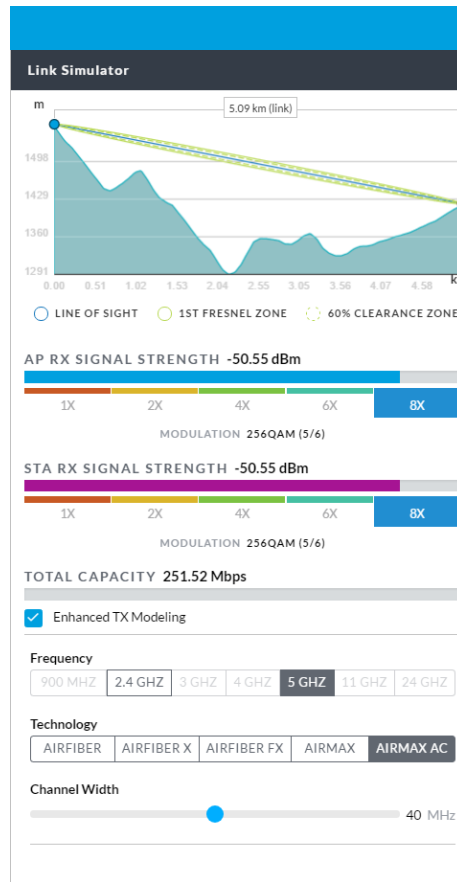 Link Simulator
m
5.09 km (link)
1498
1429
1360
1291
0.00 0.51 1.02 1.53 2.04 2.55 3.05 3.56 4.07 4.58 k
LINE OF SIGHT 1ST FRESNEL ZONE 60% CLEARANCE ZONE
AP RX SIGNAL STRENGTH -50.55 dBm
1X 2X 4X 6X 8X
MODULATION 256QAM (5/6)
STA RX SIGNAL STRENGTH -50.55 dBm
1X 2X 4X 6X 8X
MODULATION 256QAM (5/6)
TOTAL CAPACITY 251.52 Mbps
Enhanced TX Modeling
Frequency
900 MHZ 2.4 GHZ 3 GHZ 4 GHZ 5 GHZ 11 GHZ 24 GHZ
Technology
AIRFIBER AIRFIBER X AIRFIBER FX AIRMAX AIRMAX AC
Channel Width
40 MHz